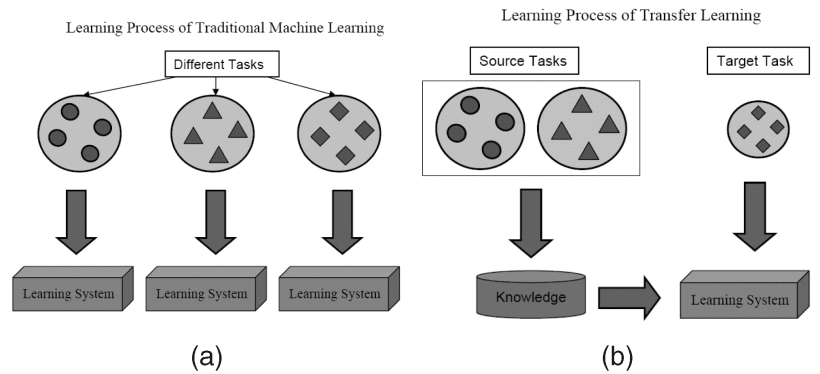 Learning Process of Traditional Machine Learning
Different Tasks
Learning System
Learning System
Learning System
(a)
Learning Process of Transfer Learning
Source Tasks
Target Task
Knowledge
Learning System
(b)